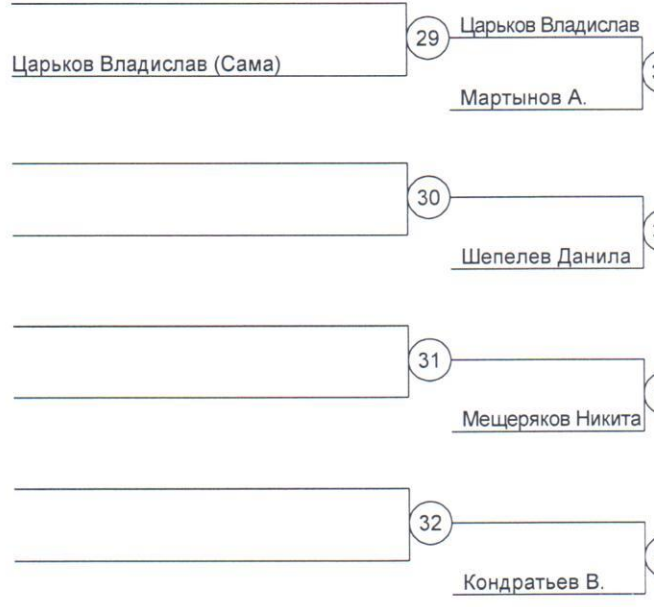 29
Царьков Владислав
Царьков Владислав (Сама)
Мартынов А.
30
Шепелев Данила
31
Мещеряков Никита
32
Кондратьев В.